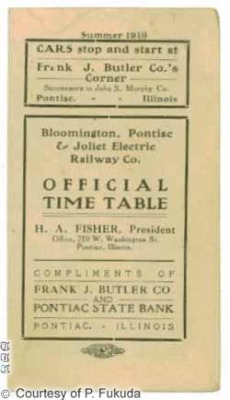 Summer 1910
CARS stop and start at
Frank J. Butler Co.'s
Corner
Successors to John S. Murphy Co.
Pontiac. - - Illinois
Bloomington, Pontiac
& Joliet Electric
Railway Co.
OFFICIAL
TIME TABLE
H. A. FISHER, President
Office, 219 W. Washington St.
Pontiac, Illinois.
COMPLIMENTS OF
FRANK J. BUTLER CO
AND
PONTIAC STATE BANK
PONTIAC. - ILLINOIS
© Courtesy of P. Fukuda